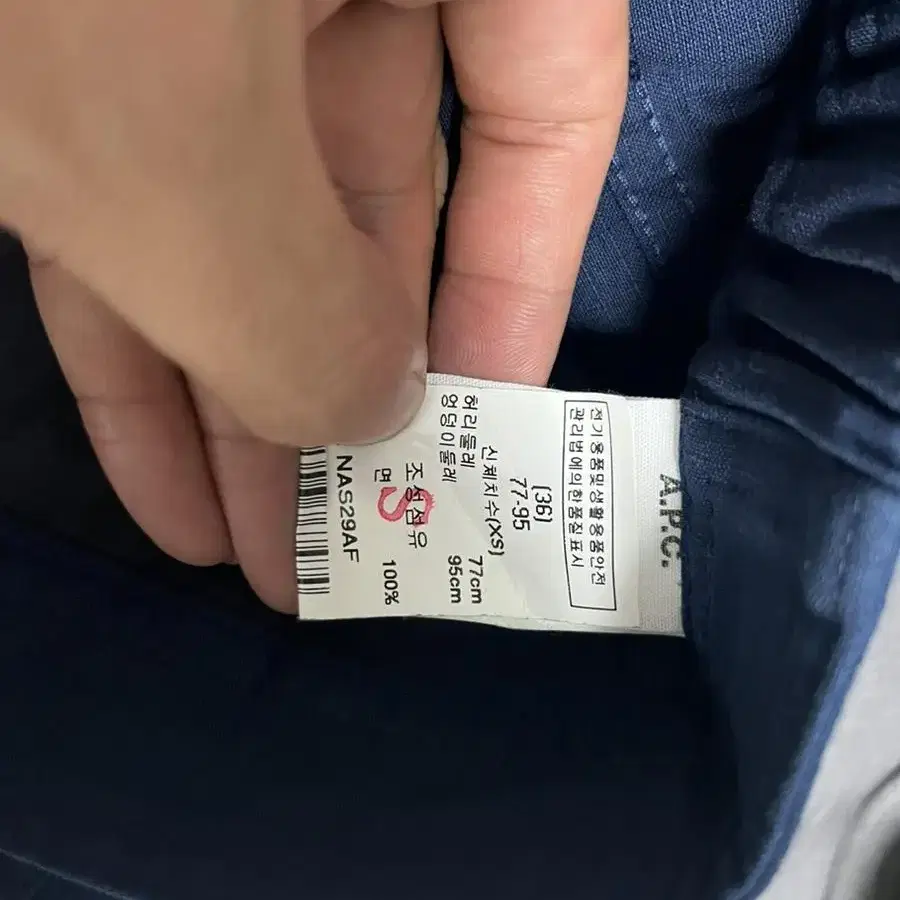 A.P.C.
전기용품및생활용품안전
관리법에의한품질표시
(36)
77-95
신체치수(XS)
허리둘레 77cm
엉덩이둘레 95cm
조성섬유
S
면 100%
NAS29AF